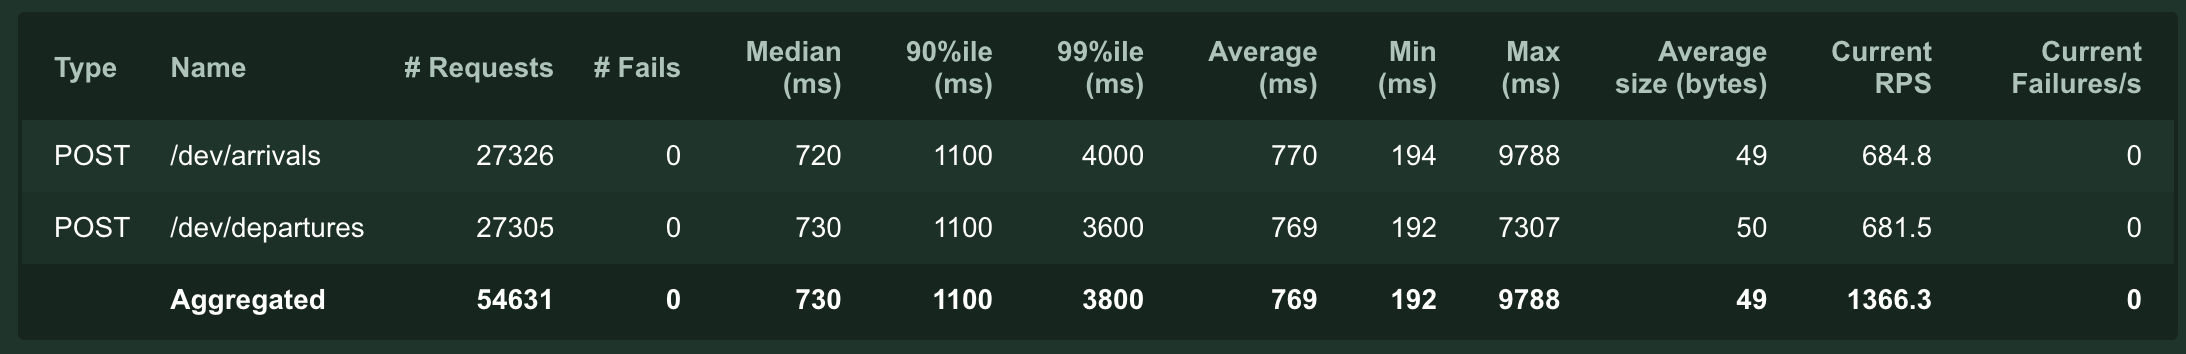 Type Name # Requests # Fails Median (ms) 90%ile (ms) 99%ile (ms) Average (ms) Min (ms) Max (ms) Average size (bytes) Current RPS Current Failures/s
POST /dev/arrivals 27326 0 720 1100 4000 770 194 9788 49 684.8 0
POST /dev/departures 27305 0 730 1100 3600 769 192 7307 50 681.5 0
Aggregated 54631 0 730 1100 3800 769 192 9788 49 1366.3 0